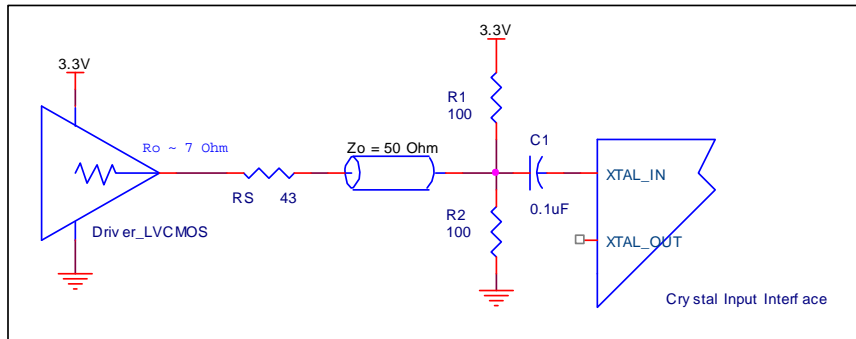 3.3V
3.3V
R1
100
Ro ~ 7 Ohm
Zo = 50 Ohm
C1
RS 43
XTAL_IN
0.1uF
R2
100
Driver_LVCMOS
XTAL_OUT
Crystal Input Interface